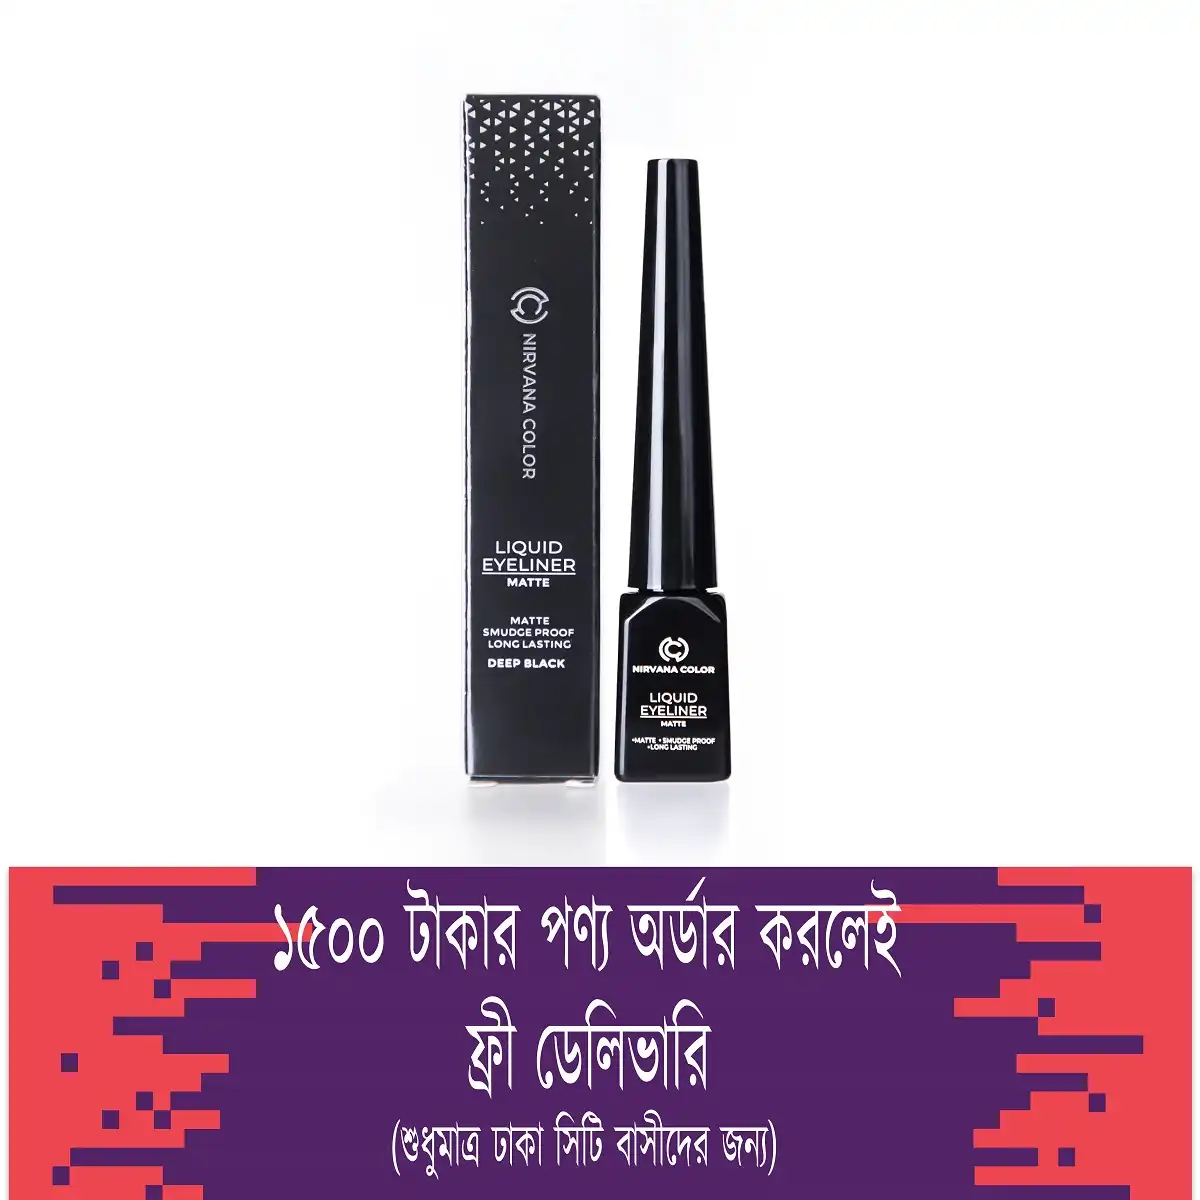 NIRVANA COLOR
LIQUID
EYELINER
MATTE
MATTE
SMUDGE PROOF
LONG LASTING
DEEP BLACK
NIRVANA COLOR
LIQUID
EYELINER
MATTE
•MATTE • SMUDGE PROOF
•LONG LASTING
১৫০০ টাকার পণ্য অর্ডার করলেই
ফ্রী ডেলিভারি
(শুধুমাত্র ঢাকা সিটি বাসীদের জন্য)